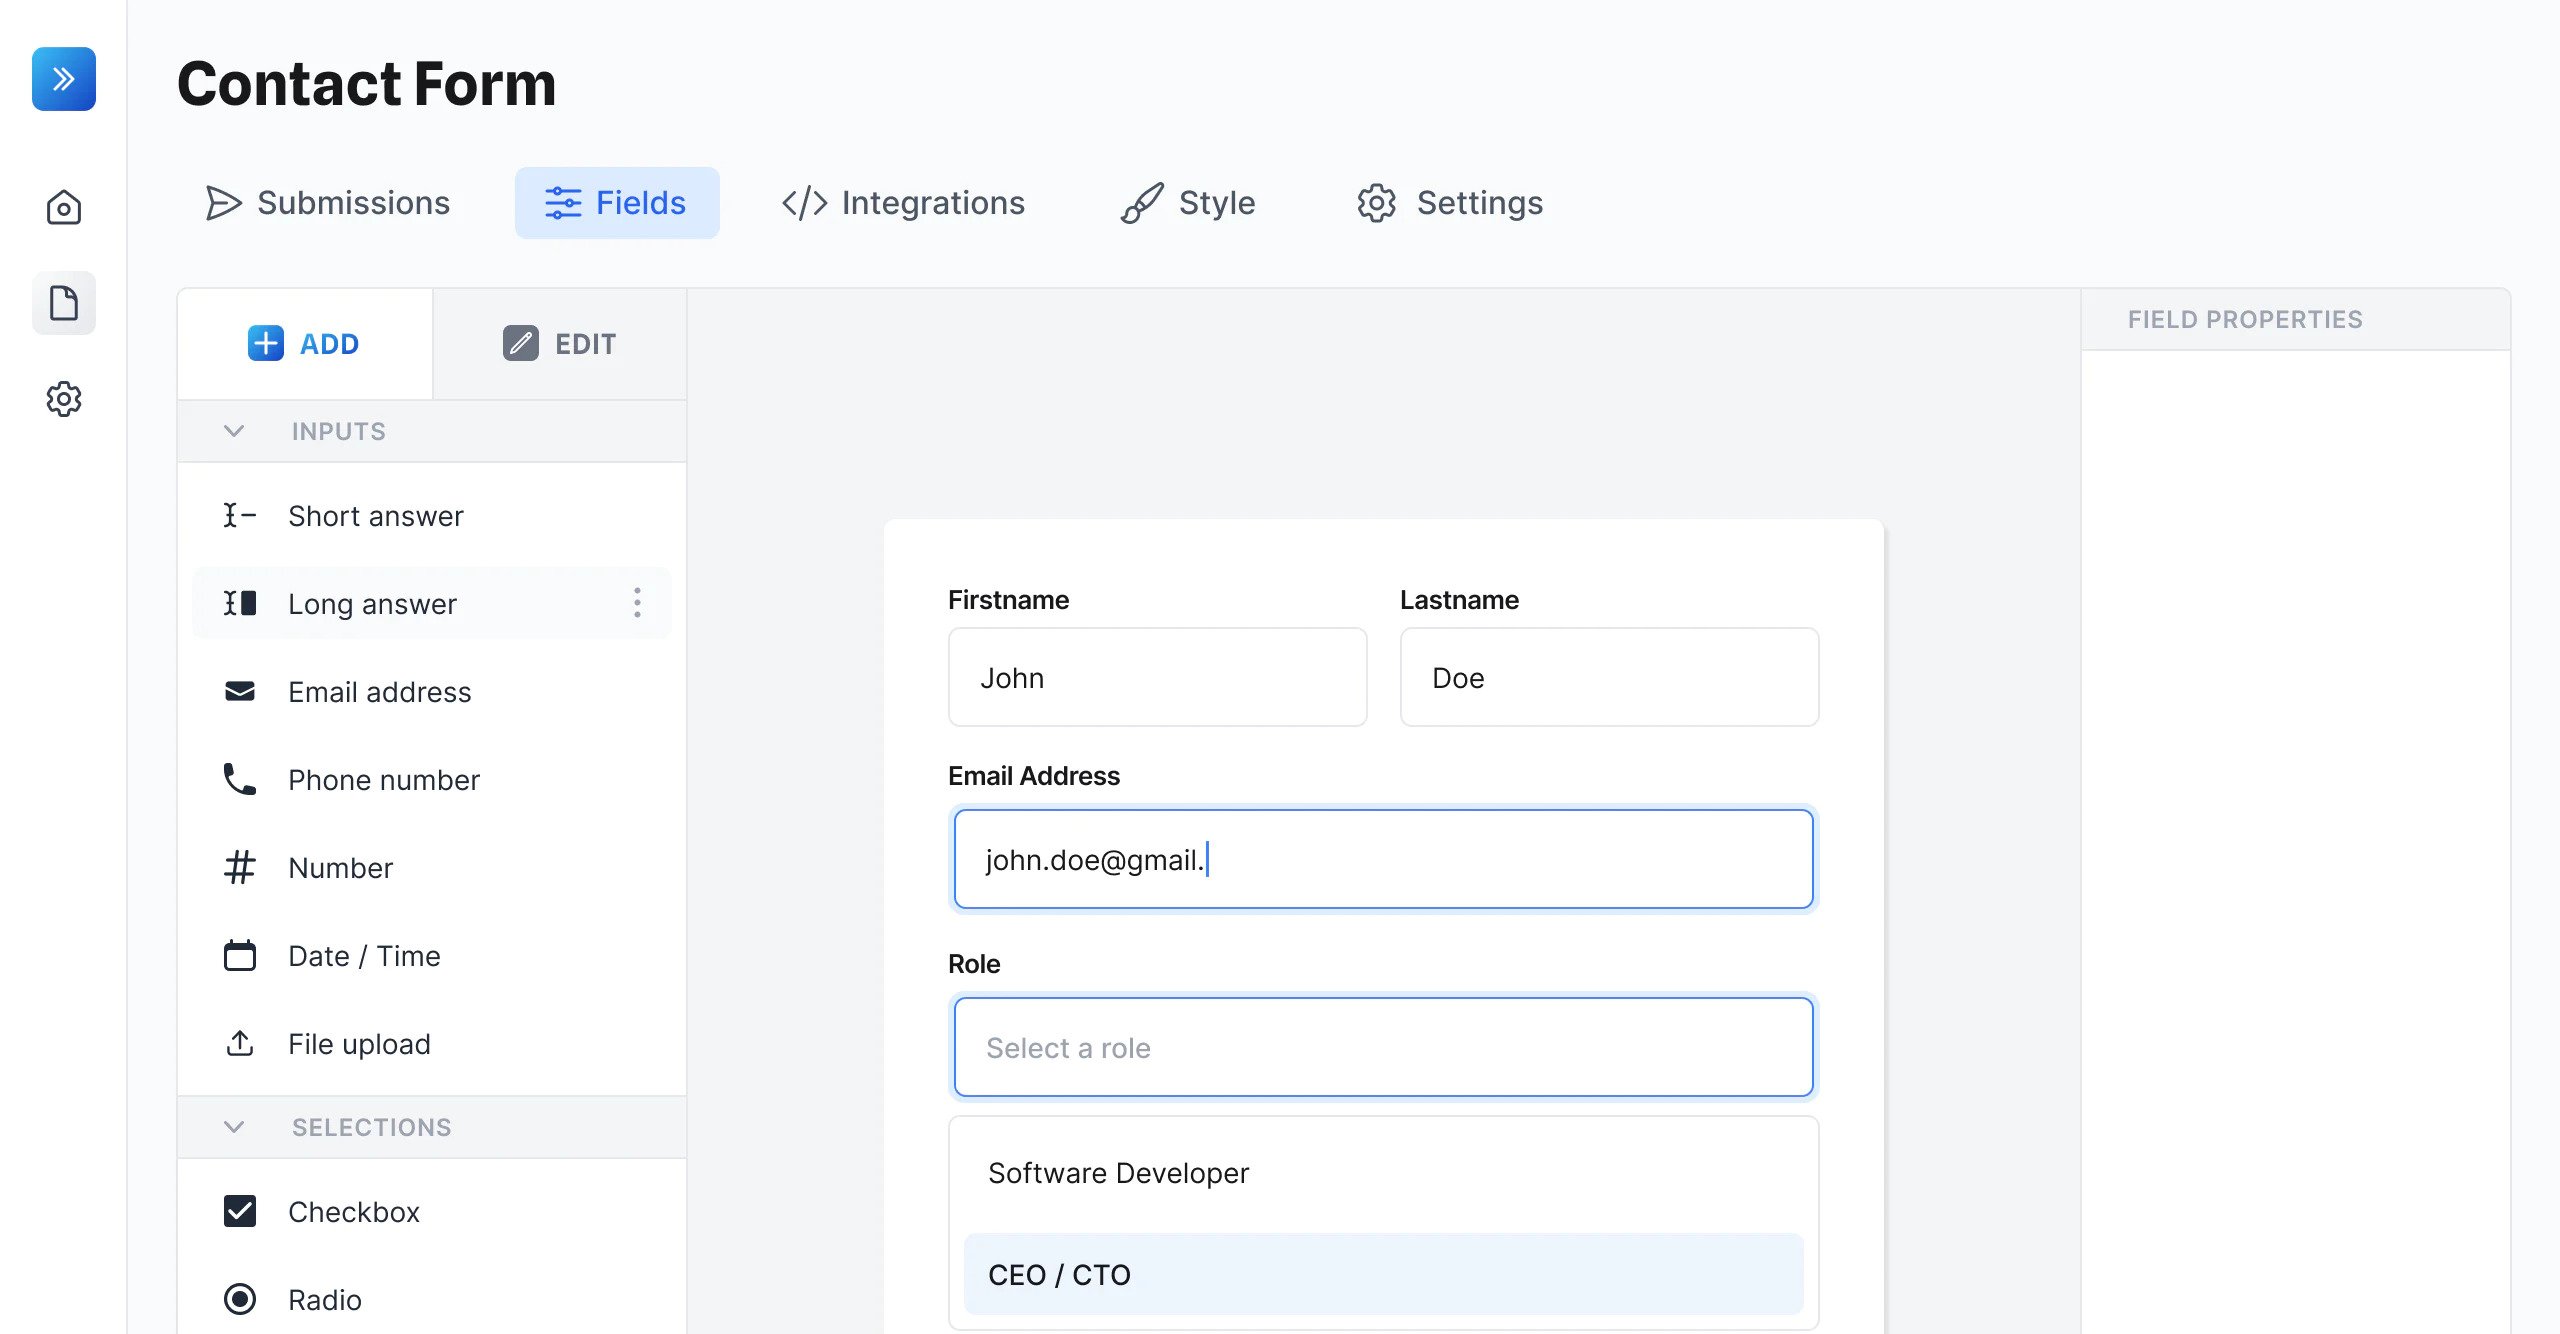 Contact Form
Submissions
Fields
Integrations
Style
Settings
ADD
EDIT
INPUTS
Short answer
Long answer
Email address
Phone number
Number
Date / Time
File upload
SELECTIONS
Checkbox
Radio
Firstname
Lastname
John
Doe
Email Address
john.doe@gmail.
Role
Select a role
Software Developer
CEO / CTO
FIELD PROPERTIES